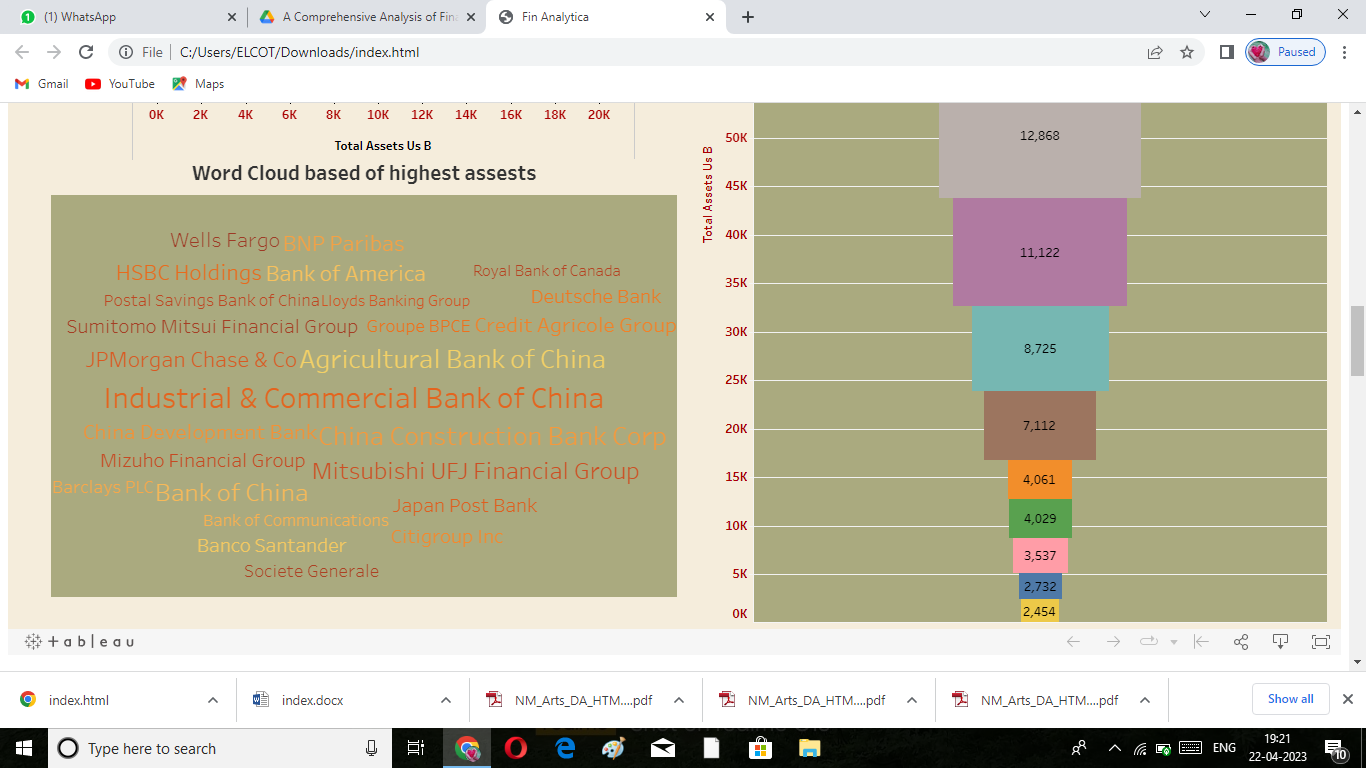 (1) WhatsApp
A Comprehensive Analysis of Fin
Fin Analytica
File
C:/Users/ELCOT/Downloads/index.html
Paused
Gmail
YouTube
Maps
0K 2K 4K 6K 8K 10K 12K 14K 16K 18K 20K
Total Assets Us B
Word Cloud based of highest assests
Wells Fargo BNP Paribas
HSBC Holdings Bank of America Royal Bank of Canada
Postal Savings Bank of China Lloyds Banking Group Deutsche Bank
Sumitomo Mitsui Financial Group Groupe BPCE Credit Agricole Group
JPMorgan Chase & Co Agricultural Bank of China
Industrial & Commercial Bank of China
China Development Bank China Construction Bank Corp
Mizuho Financial Group Mitsubishi UFJ Financial Group
Barclays PLC Bank of China
Japan Post Bank
Bank of Communications
Citigroup Inc
Banco Santander
Societe Generale
Total Assets Us B
50K
45K
40K
35K
30K
25K
20K
15K
10K
5K
0K
12,868
11,122
8,725
7,112
4,061
4,029
3,537
2,732
2,454
+ a b | e a u
index.html
index.docx
NM_Arts_DA_HTM....pdf
NM_Arts_DA_HTM....pdf
NM_Arts_DA_HTM....pdf
Show all
Type here to search
ENG
19:21
22-04-2023
10